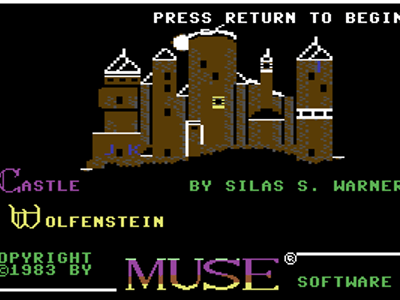 PRESS RETURN TO BEGIN
J K
J
CASTLE
BY SILAS S. WARNER
WOLFENSTEIN
OPYRIGHT
©1983 BY
MUSE®
SOFTWARE